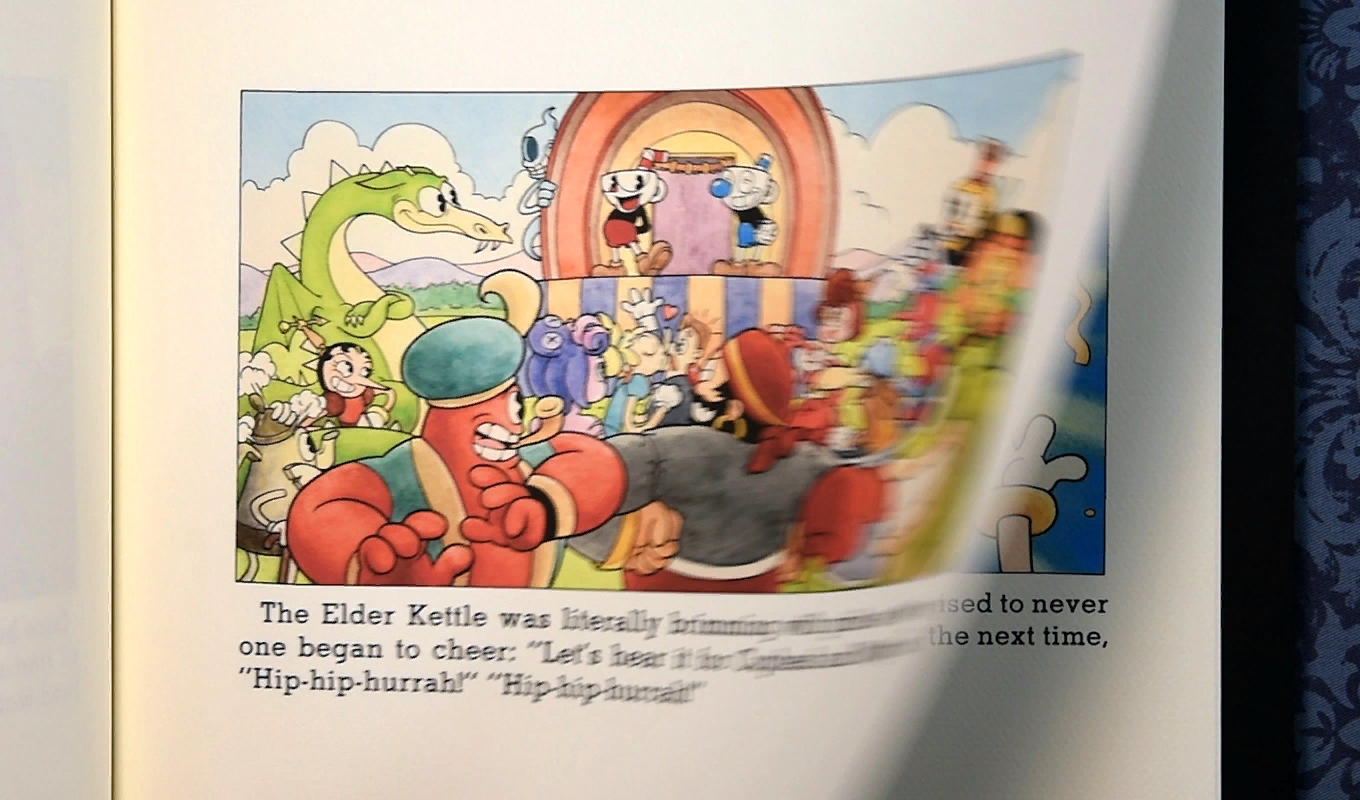 The Elder Kettle was literally brimming
ised to never
one began to cheer: "Let's hear it for
the next time,
"Hip-hip-hurrah!" "Hip-hip-hurrah!"